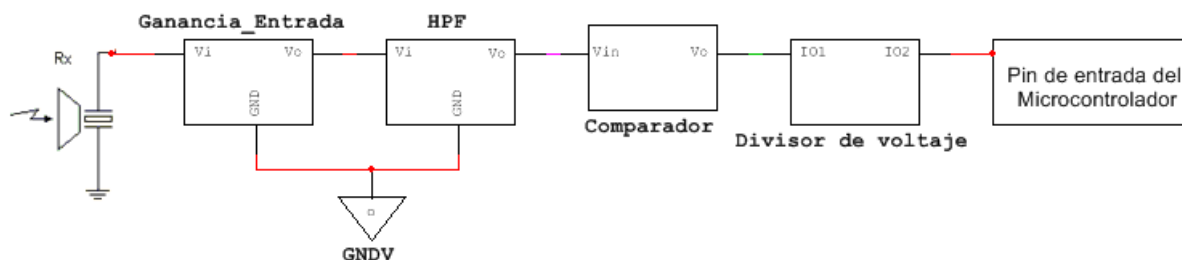 Ganancia_Entrada
HPF
Rx
Vi
Vo
GND
Vi
Vo
GND
Vin
Vo
Comparador
IO1
IO2
Divisor de voltaje
Pin de entrada del
Microcontrolador
GNDV